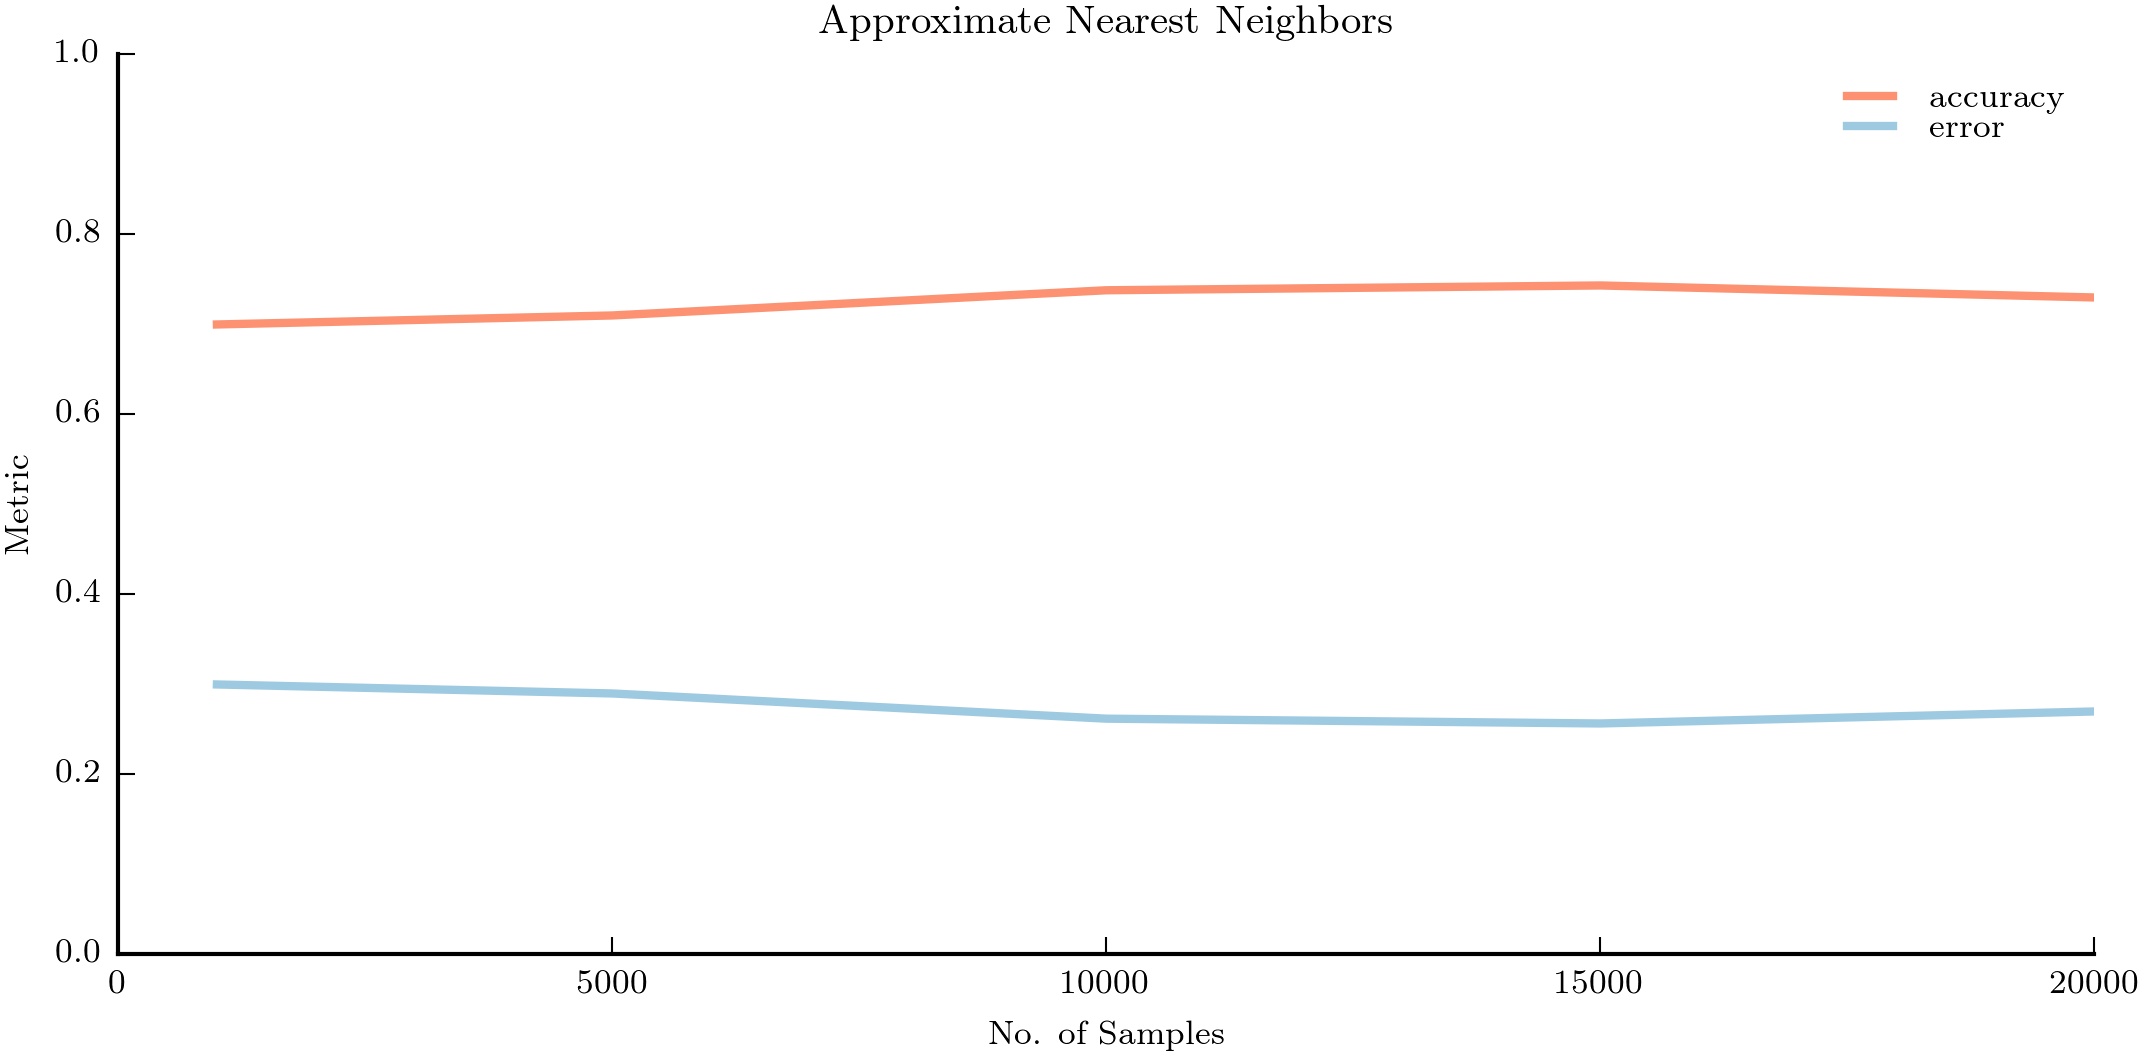 Approximate Nearest Neighbors
1.0
accuracy
error
0.8
0.6
Metric
0.4
0.2
0.0
0 5000 10000 15000 20000
No. of Samples